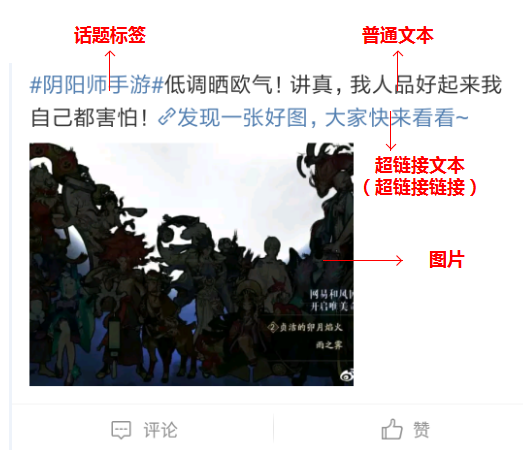 话题标签
普通文本
#阴阳师手游#低调晒欧气！讲真，我人品好起来我
自己都害怕！发现一张好图，大家快来看看~
超链接文本
（超链接链接）
图片
网易和风匠
开启唯美
②贞洁的卯月焰火
雨之霁
评论
赞